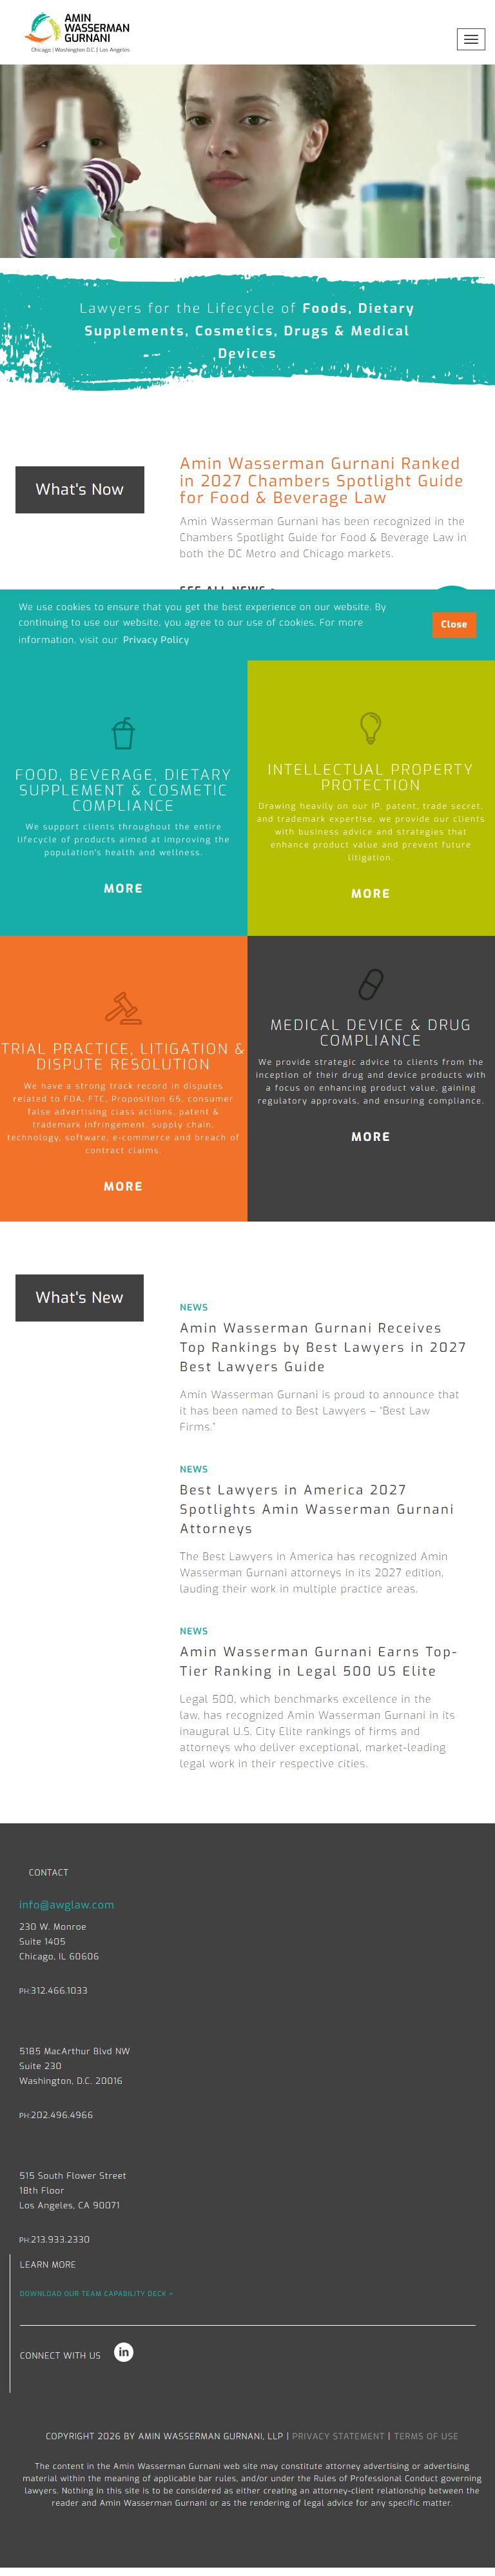 AMIN
WASSERMAN
GURNANI
Chicago | Washington D.C. | Los Angeles
Lawyers for the Lifecycle of Foods, Dietary
Supplements, Cosmetics, Drugs & Medical
Devices
What's Now
Amin Wasserman Gurnani Ranked
in 2027 Chambers Spotlight Guide
for Food & Beverage Law
Amin Wasserman Gurnani has been recognized in the
Chambers Spotlight Guide for Food & Beverage Law in
both the DC Metro and Chicago markets.
SEE ALL NEWS >
We use cookies to ensure that you get the best experience on our website. By
continuing to use our website, you agree to our use of cookies. For more
information, visit our Privacy Policy
Close
FOOD, BEVERAGE, DIETARY
SUPPLEMENT & COSMETIC
COMPLIANCE
We support clients throughout the entire
lifecycle of products aimed at improving the
population's health and wellness.
MORE
INTELLECTUAL PROPERTY
PROTECTION
Drawing heavily on our IP, patent, trade secret,
and trademark expertise, we provide our clients
with business advice and strategies that
enhance product value and prevent future
litigation.
MORE
TRIAL PRACTICE, LITIGATION &
DISPUTE RESOLUTION
We have a strong track record in disputes
related to FDA, FTC, Proposition 65, consumer
false advertising class actions, patent &
trademark infringement, supply chain,
technology, software, e-commerce and breach of
contract claims.
MORE
MEDICAL DEVICE & DRUG
COMPLIANCE
We provide strategic advice to clients from the
inception of their drug and device products with
a focus on enhancing product value, gaining
regulatory approvals, and ensuring compliance.
MORE
What's New
NEWS
Amin Wasserman Gurnani Receives
Top Rankings by Best Lawyers in 2027
Best Lawyers Guide
Amin Wasserman Gurnani is proud to announce that
it has been named to Best Lawyers – “Best Law
Firms.”
NEWS
Best Lawyers in America 2027
Spotlights Amin Wasserman Gurnani
Attorneys
The Best Lawyers in America has recognized Amin
Wasserman Gurnani attorneys in its 2027 edition,
lauding their work in multiple practice areas.
NEWS
Amin Wasserman Gurnani Earns Top-
Tier Ranking in Legal 500 US Elite
Legal 500, which benchmarks excellence in the
law, has recognized Amin Wasserman Gurnani in its
inaugural U.S. City Elite rankings of firms and
attorneys who deliver exceptional, market-leading
legal work in their respective cities.
CONTACT
info@awglaw.com
230 W. Monroe
Suite 1405
Chicago, IL 60606
PH:312.466.1033
5185 MacArthur Blvd NW
Suite 230
Washington, D.C. 20016
PH:202.496.4966
515 South Flower Street
18th Floor
Los Angeles, CA 90071
PH:213.933.2330
LEARN MORE
DOWNLOAD OUR TEAM CAPABILITY DECK >
CONNECT WITH US in
COPYRIGHT 2026 BY AMIN WASSERMAN GURNANI, LLP | PRIVACY STATEMENT | TERMS OF USE
The content in the Amin Wasserman Gurnani web site may constitute attorney advertising or advertising
material within the meaning of applicable bar rules, and/or under the Rules of Professional Conduct governing
lawyers. Nothing in this site is to be considered as either creating an attorney-client relationship between the
reader and Amin Wasserman Gurnani or as the rendering of legal advice for any specific matter.